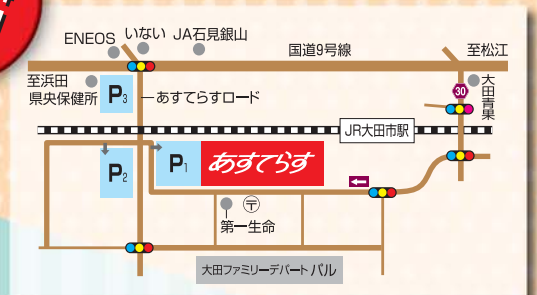 ENEOS
いない
JA石見銀山
国道9号線
至松江
至浜田
県央保健所
P3
あすてらすロード
30
大田青果
JR大田市駅
P2
P1
あすてらす
〒
第一生命
大田ファミリーデパート パル